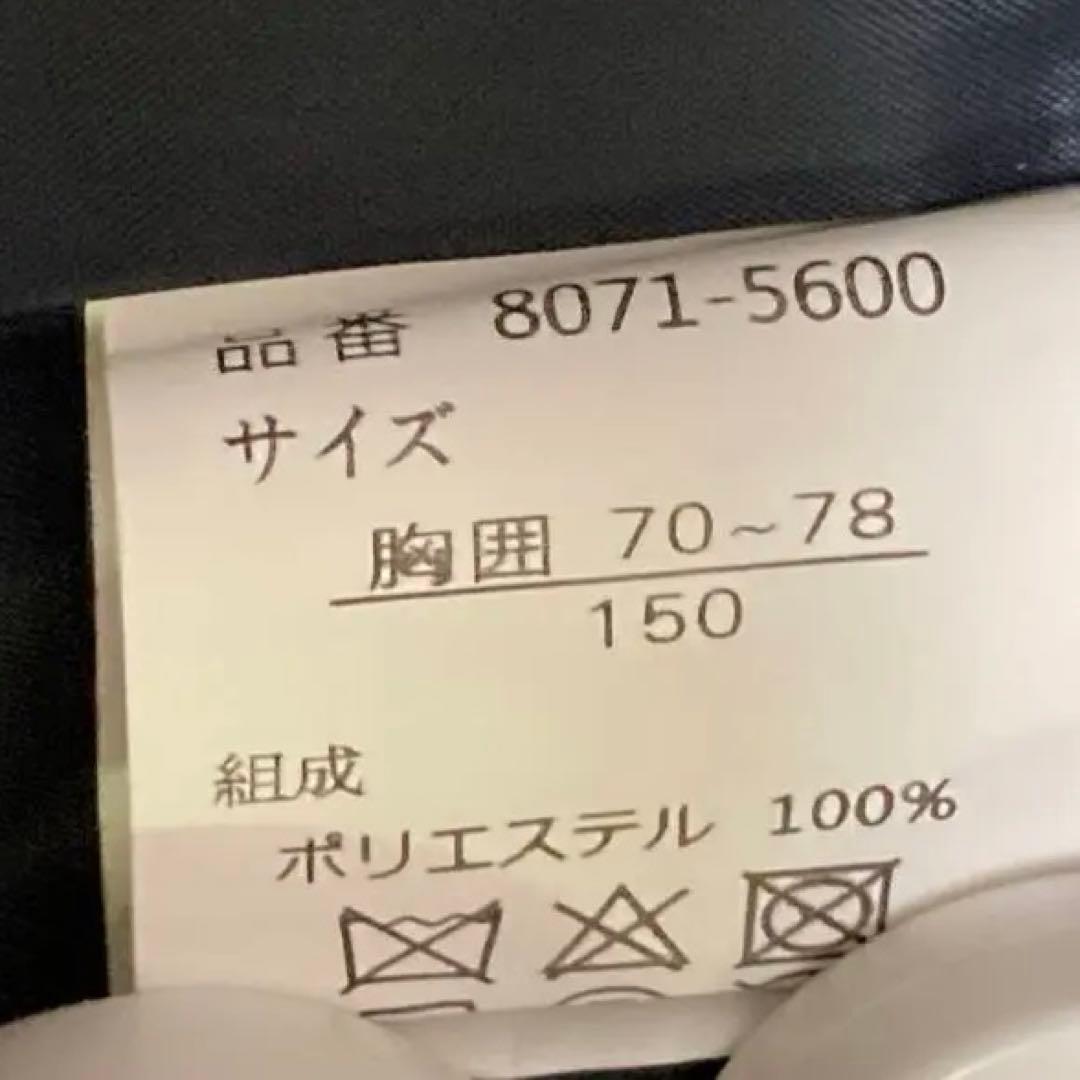 品番 8071-5600
サイズ
胸囲 70~78
150
組成
ポリエステル 100%